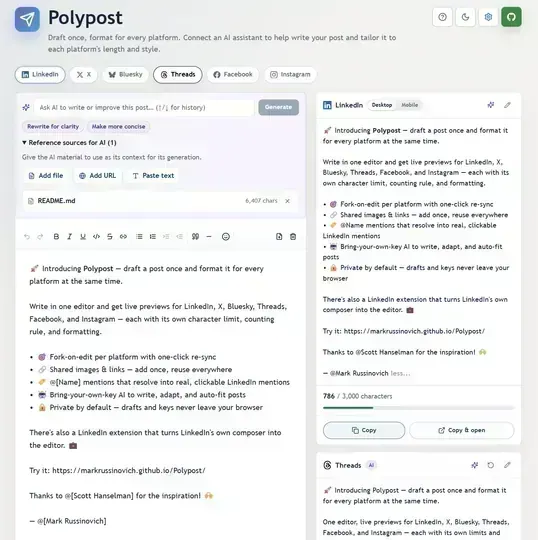 Polypost
Draft once, format for every platform. Connect an AI assistant to help write your post and tailor it to
each platform's length and style.
LinkedIn
X
Bluesky
Threads
Facebook
Instagram
Ask AI to write or improve this post... (↑/↓ for history)
Generate
Rewrite for clarity
Make more concise
▾ Reference sources for AI (1)
Give the AI material to use as its context for its generation.
Add file
Add URL
Paste text
README.md
6,407 chars ×
🚀 Introducing Polypost — draft a post once and format it for every
platform at the same time.
Write in one editor and get live previews for LinkedIn, X, Bluesky, Threads,
Facebook, and Instagram — each with its own character limit, counting
rule, and formatting.
• 🎯 Fork-on-edit per platform with one-click re-sync
• 🔗 Shared images & links — add once, reuse everywhere
• 🏷️ @[Name] mentions that resolve into real, clickable LinkedIn mentions
• 🤖 Bring-your-own-key AI to write, adapt, and auto-fit posts
• 🔒 Private by default — drafts and keys never leave your browser
There's also a LinkedIn extension that turns LinkedIn's own composer into
the editor. 💼
Try it: https://markrussinovich.github.io/Polypost/
Thanks to @[Scott Hanselman] for the inspiration! 🙌
— @[Mark Russinovich]
LinkedIn
Desktop
Mobile
🚀 Introducing Polypost — draft a post once and format it
for every platform at the same time.
Write in one editor and get live previews for LinkedIn, X,
Bluesky, Threads, Facebook, and Instagram — each with its
own character limit, counting rule, and formatting.
• 🎯 Fork-on-edit per platform with one-click re-sync
• 🔗 Shared images & links — add once, reuse everywhere
• 🏷️ @[Name] mentions that resolve into real, clickable
LinkedIn mentions
• 🤖 Bring-your-own-key AI to write, adapt, and auto-fit
posts
• 🔒 Private by default — drafts and keys never leave your
browser
There's also a LinkedIn extension that turns LinkedIn's own
composer into the editor. 💼
Try it: https://markrussinovich.github.io/Polypost/
Thanks to @Scott Hanselman for the inspiration! 🙌
— @Mark Russinovich less...
786 / 3,000 characters
Copy
Copy & open
Threads
AI
🚀 Introducing Polypost — draft a post once and format it
for every platform at the same time.
One editor, live previews for LinkedIn, X, Bluesky, Threads,
Facebook, and Instagram — each with its own limits and